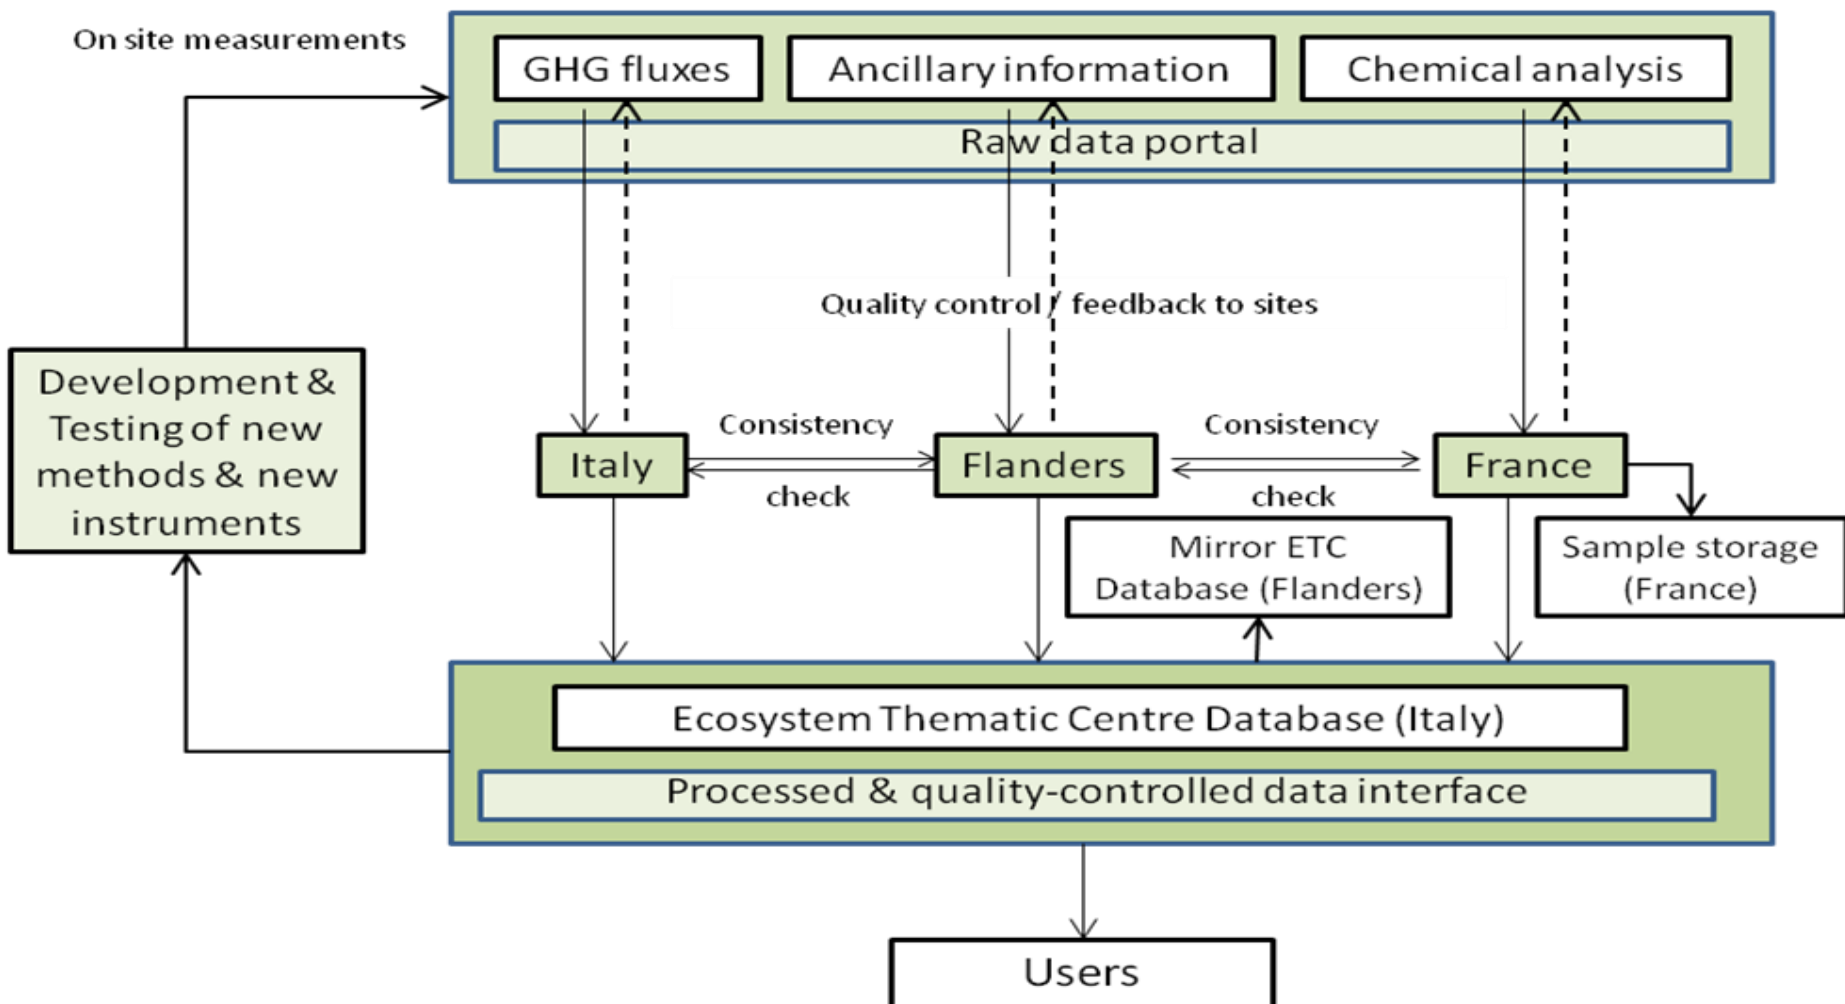 On site measurements
GHG fluxes
Ancillary information
Chemical analysis
Raw data portal
Quality control / feedback to sites
Development &
Testing of new
methods & new
instruments
Consistency
check
Consistency
check
Italy
Flanders
France
Mirror ETC
Database (Flanders)
Sample storage
(France)
Ecosystem Thematic Centre Database (Italy)
Processed & quality-controlled data interface
Users